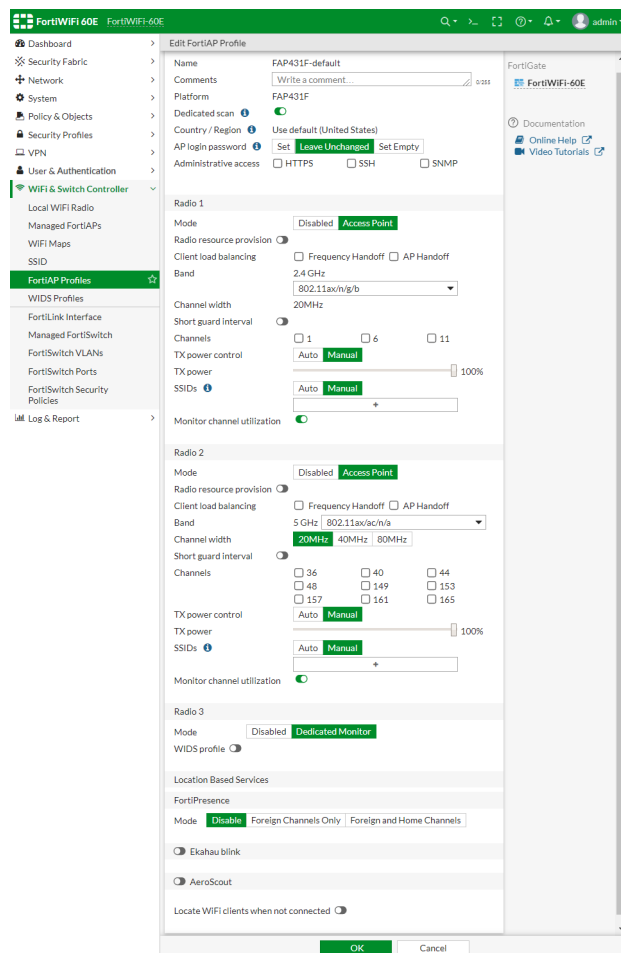 FortiWiFi 60E FortiWiFi-60E admin
Dashboard
Security Fabric
Network
System
Policy & Objects
Security Profiles
VPN
User & Authentication
WiFi & Switch Controller
Local WiFi Radio
Managed FortiAPs
WiFi Maps
SSID
FortiAP Profiles
WIDS Profiles
FortiLink Interface
Managed FortiSwitch
FortiSwitch VLANs
FortiSwitch Ports
FortiSwitch Security
Policies
Log & Report
Edit FortiAP Profile
Name FAP431F-default
Comments Write a comment... 0/255
Platform FAP431F
Dedicated scan
Country / Region Use default (United States)
AP login password Set Leave Unchanged Set Empty
Administrative access HTTPS SSH SNMP
Radio 1
Mode Disabled Access Point
Radio resource provision
Client load balancing Frequency Handoff AP Handoff
Band 2.4 GHz
802.11ax/n/g/b
Channel width 20MHz
Short guard interval
Channels 1 6 11
TX power control Auto Manual
TX power 100%
SSIDs Auto Manual
+
Monitor channel utilization
Radio 2
Mode Disabled Access Point
Radio resource provision
Client load balancing Frequency Handoff AP Handoff
Band 5 GHz 802.11ax/ac/n/a
Channel width 20MHz 40MHz 80MHz
Short guard interval
Channels 36 40 44
48 149 153
157 161 165
TX power control Auto Manual
TX power 100%
SSIDs Auto Manual
+
Monitor channel utilization
Radio 3
Mode Disabled Dedicated Monitor
WIDS profile
Location Based Services
FortiPresence
Mode Disable Foreign Channels Only Foreign and Home Channels
Ekahau blink
AeroScout
Locate WiFi clients when not connected
OK Cancel
FortiGate
FortiWiFi-60E
Documentation
Online Help
Video Tutorials